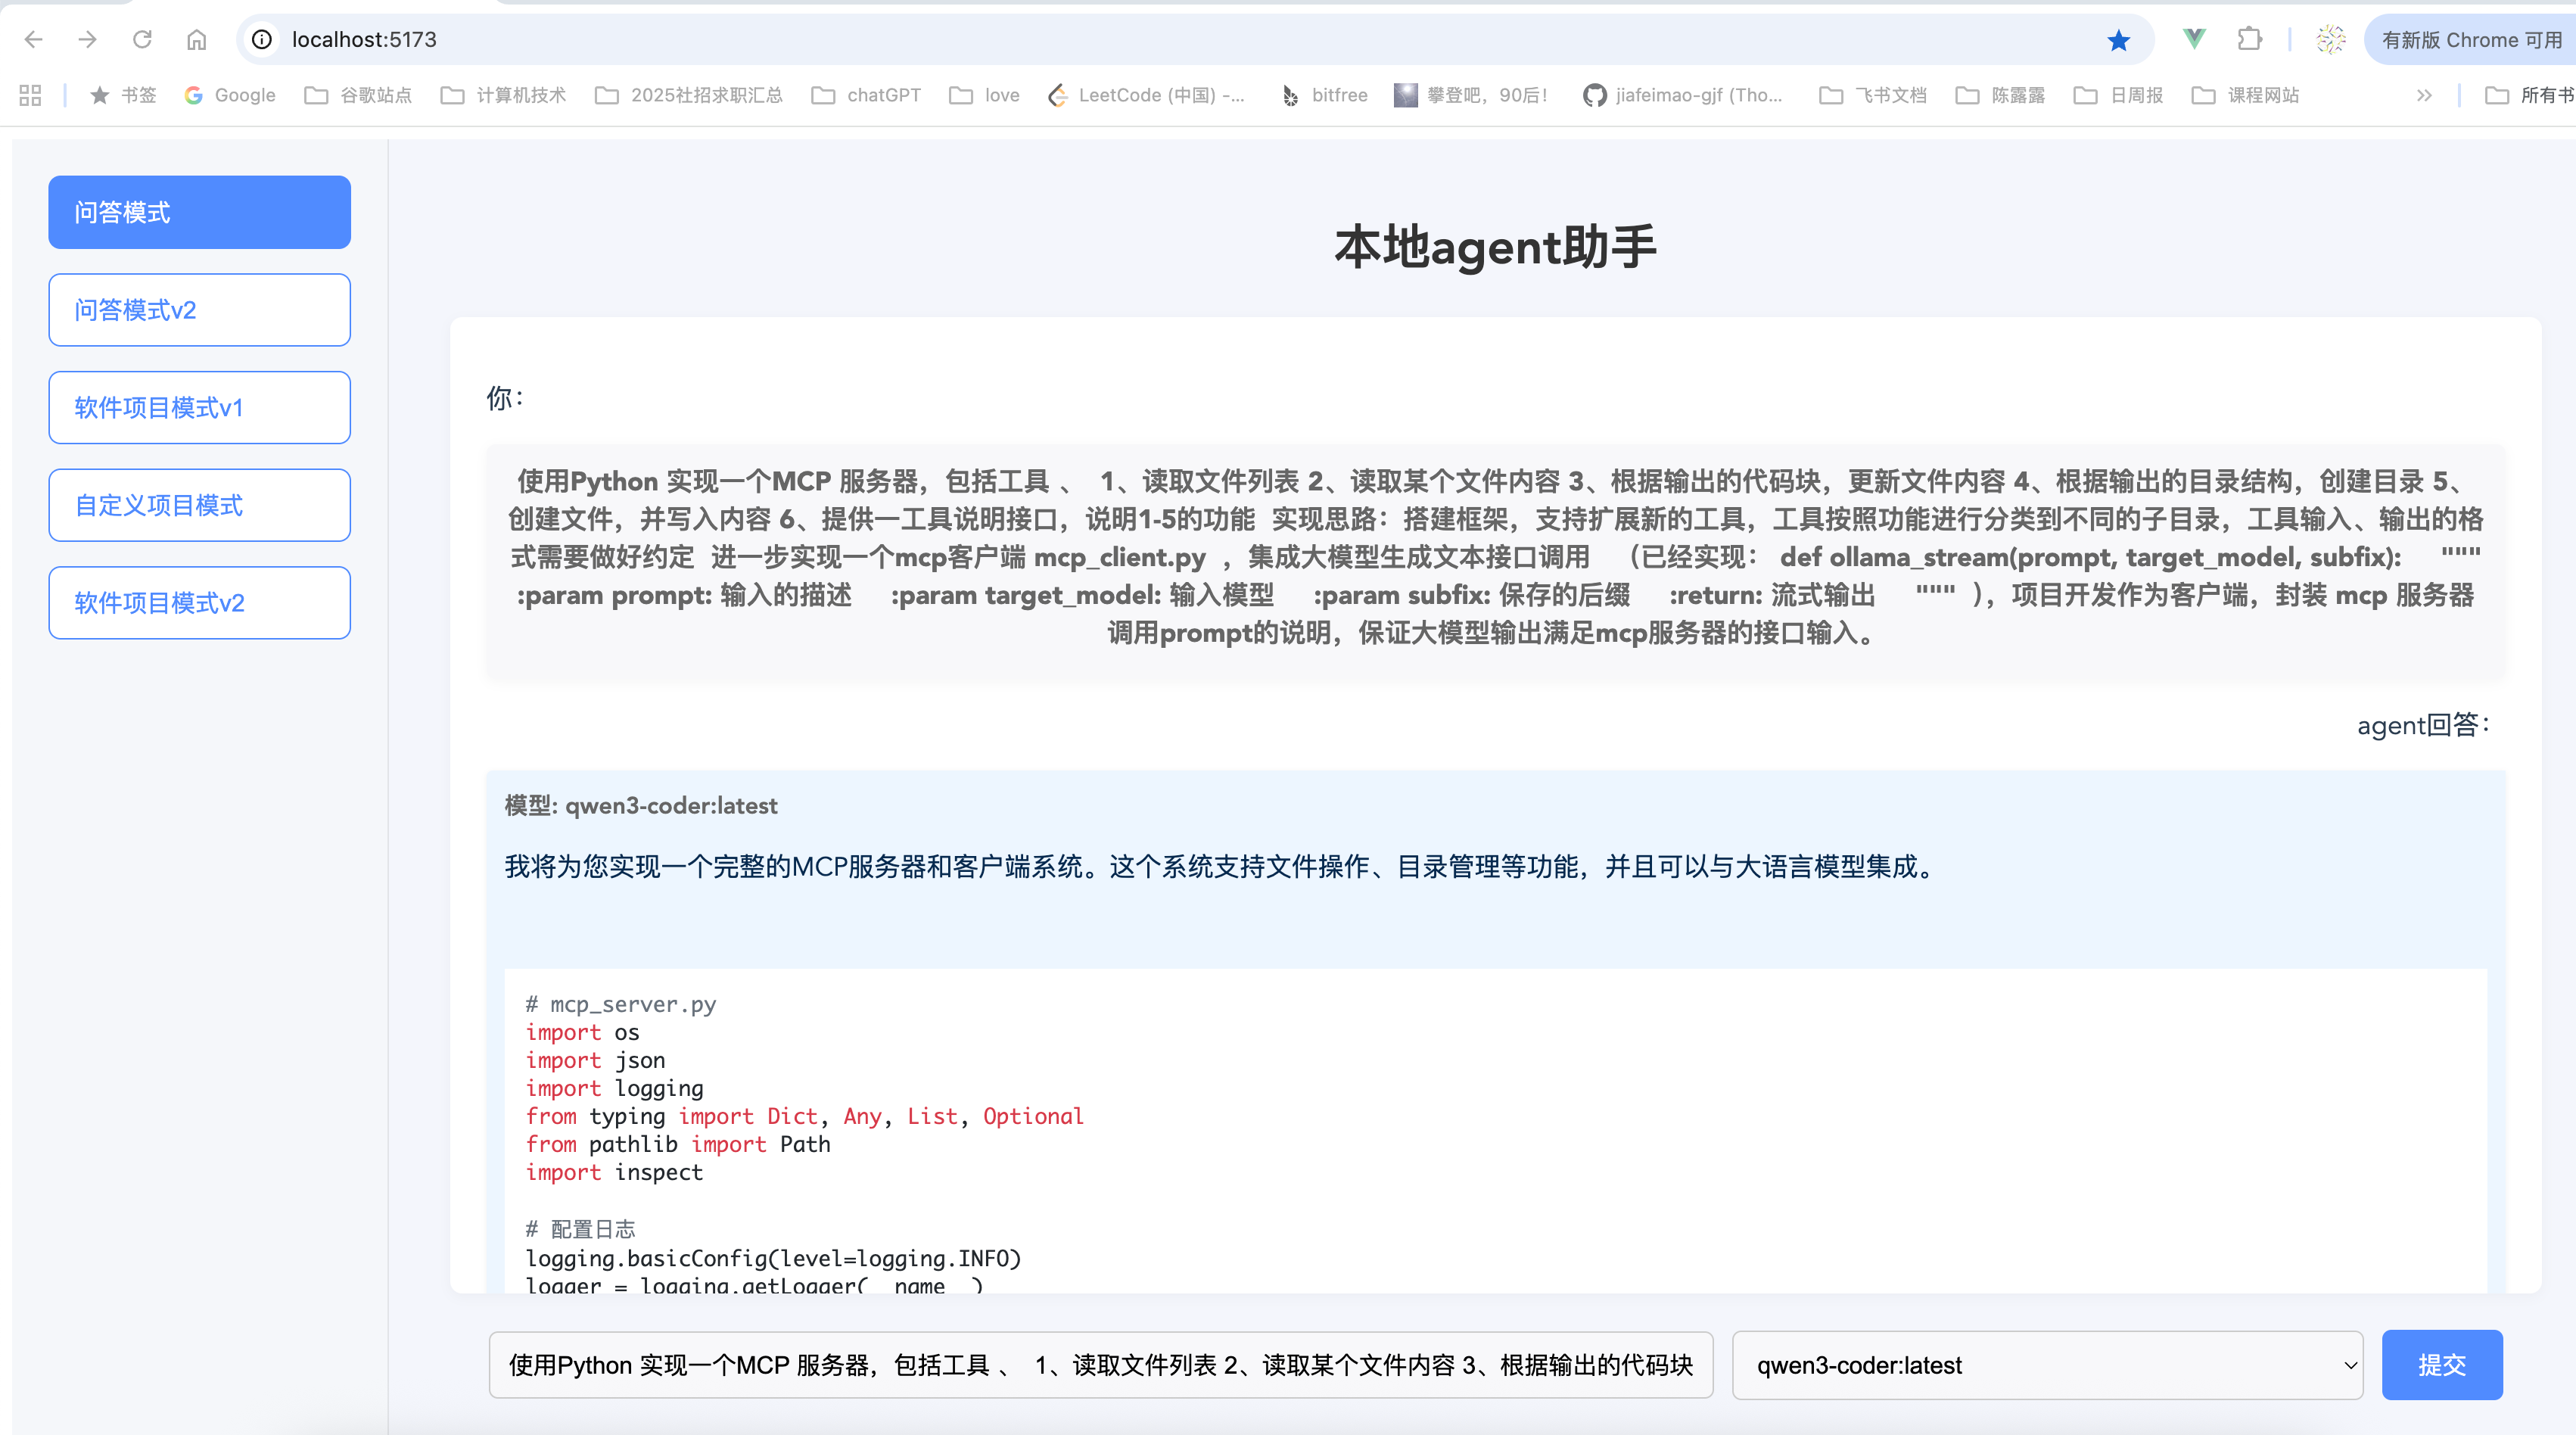 localhost:5173
有新版 Chrome 可用
书签
Google
谷歌站点
计算机技术
2025社招求职汇总
chatGPT
love
LeetCode (中国) -...
bitfree
攀登吧，90后！
jiafeimao-gjf (Tho...
飞书文档
陈露露
日周报
课程网站
所有书
问答模式
问答模式v2
软件项目模式v1
自定义项目模式
软件项目模式v2
本地agent助手
你：
使用Python 实现一个MCP 服务器，包括工具 、 1、读取文件列表 2、读取某个文件内容 3、根据输出的代码块，更新文件内容 4、根据输出的目录结构，创建目录 5、
创建文件，并写入内容 6、提供一工具说明接口，说明1-5的功能 实现思路：搭建框架，支持扩展新的工具，工具按照功能进行分类到不同的子目录，工具输入、输出的格
式需要做好约定 进一步实现一个mcp客户端 mcp_client.py ，集成大模型生成文本接口调用 （已经实现： def ollama_stream(prompt, target_model, subfix): """
:param prompt: 输入的描述 :param target_model: 输入模型 :param subfix: 保存的后缀 :return: 流式输出 """ ），项目开发作为客户端，封装 mcp 服务器
调用prompt的说明，保证大模型输出满足mcp服务器的接口输入。
agent回答：
模型: qwen3-coder:latest
我将为您实现一个完整的MCP服务器和客户端系统。这个系统支持文件操作、目录管理等功能，并且可以与大语言模型集成。
# mcp_server.py
import os
import json
import logging
from typing import Dict, Any, List, Optional
from pathlib import Path
import inspect
# 配置日志
logging.basicConfig(level=logging.INFO)
logger = logging.getLogger(__name__)
使用Python 实现一个MCP 服务器，包括工具 、 1、读取文件列表 2、读取某个文件内容 3、根据输出的代码块
qwen3-coder:latest
提交